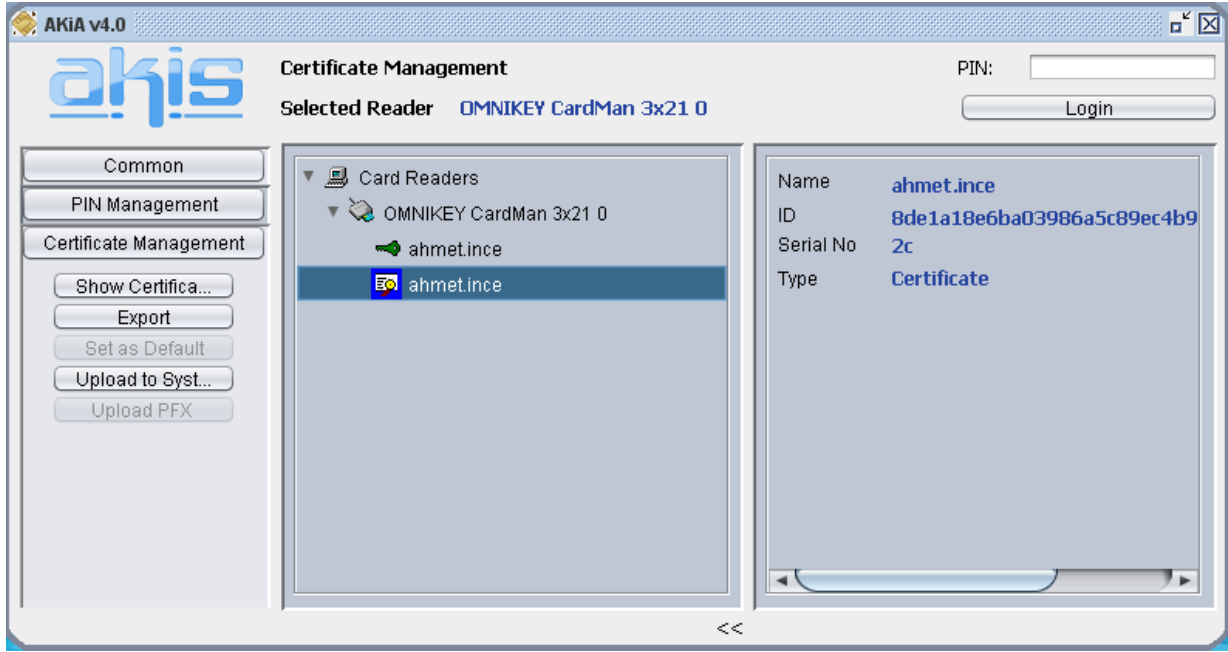 AKiA v4.0
akis
Certificate Management
PIN:
Selected Reader OMNIKEY CardMan 3x21 0
Login
Common
PIN Management
Certificate Management
Show Certifica...
Export
Set as Default
Upload to Syst...
Upload PFX
Card Readers
OMNIKEY CardMan 3x21 0
ahmet.ince
ahmet.ince
Name ahmet.ince
ID 8de1a18e6ba03986a5c89ec4b9
Serial No 2c
Type Certificate
<<